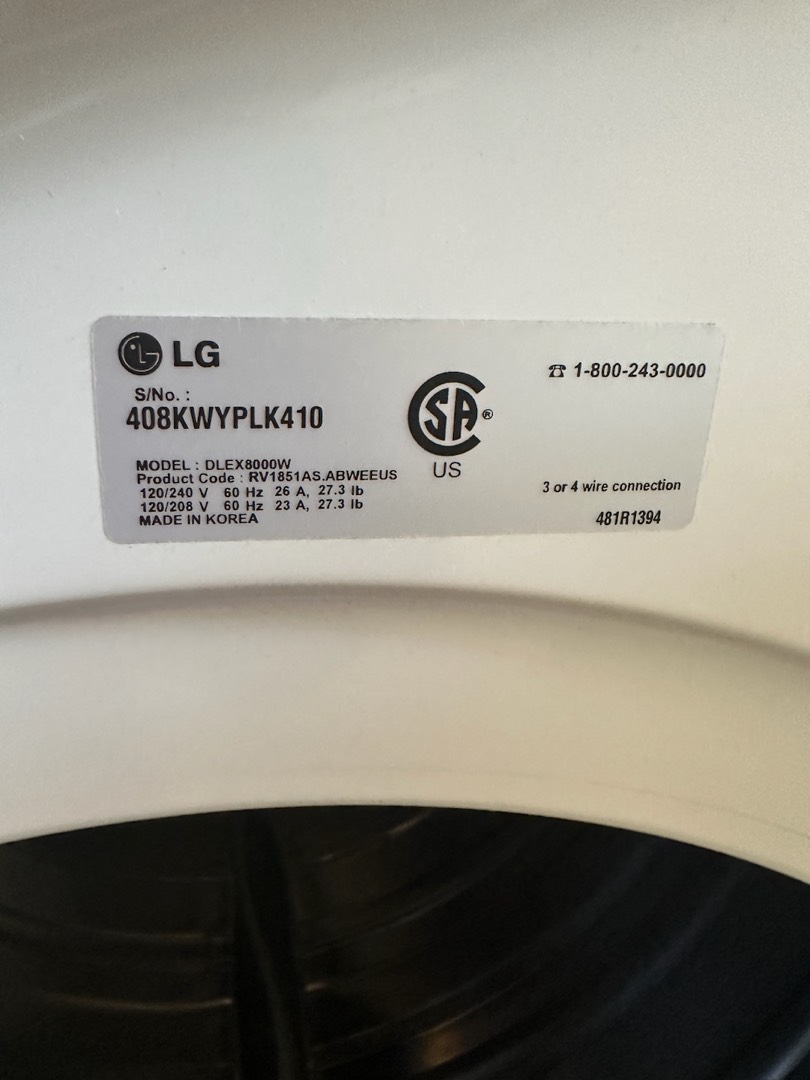 LG
S/No. :
408KWYPLK410
MODEL : DLEX8000W
Product Code : RV1851AS.ABWEEUS
120/240 V 60 Hz 26 A, 27.3 lb
120/208 V 60 Hz 23 A, 27.3 lb
MADE IN KOREA
SA®
US
☎ 1-800-243-0000
3 or 4 wire connection
481R1394